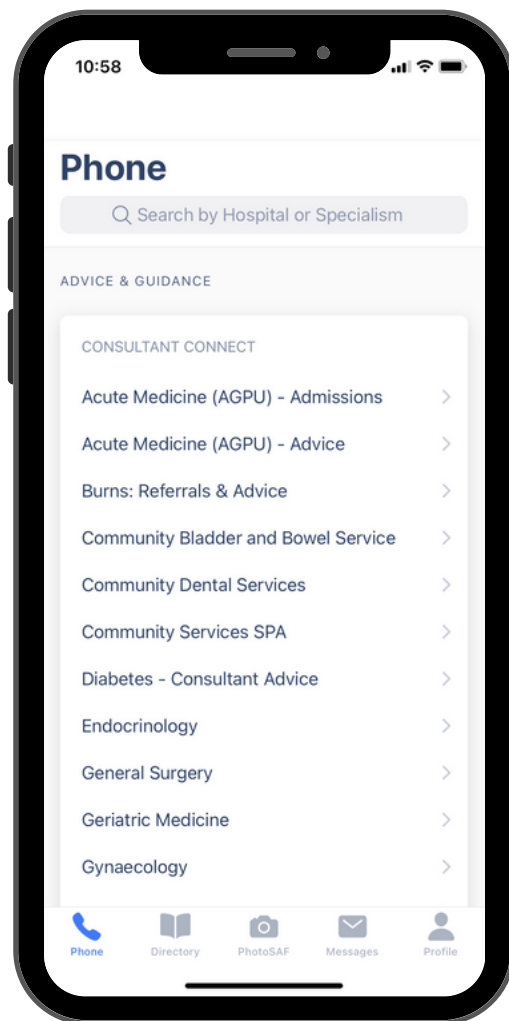 10:58
Phone
Search by Hospital or Specialism
ADVICE & GUIDANCE
CONSULTANT CONNECT
Acute Medicine (AGPU) - Admissions
Acute Medicine (AGPU) - Advice
Burns: Referrals & Advice
Community Bladder and Bowel Service
Community Dental Services
Community Services SPA
Diabetes - Consultant Advice
Endocrinology
General Surgery
Geriatric Medicine
Gynaecology
Phone Directory PhotoSAF Messages Profile